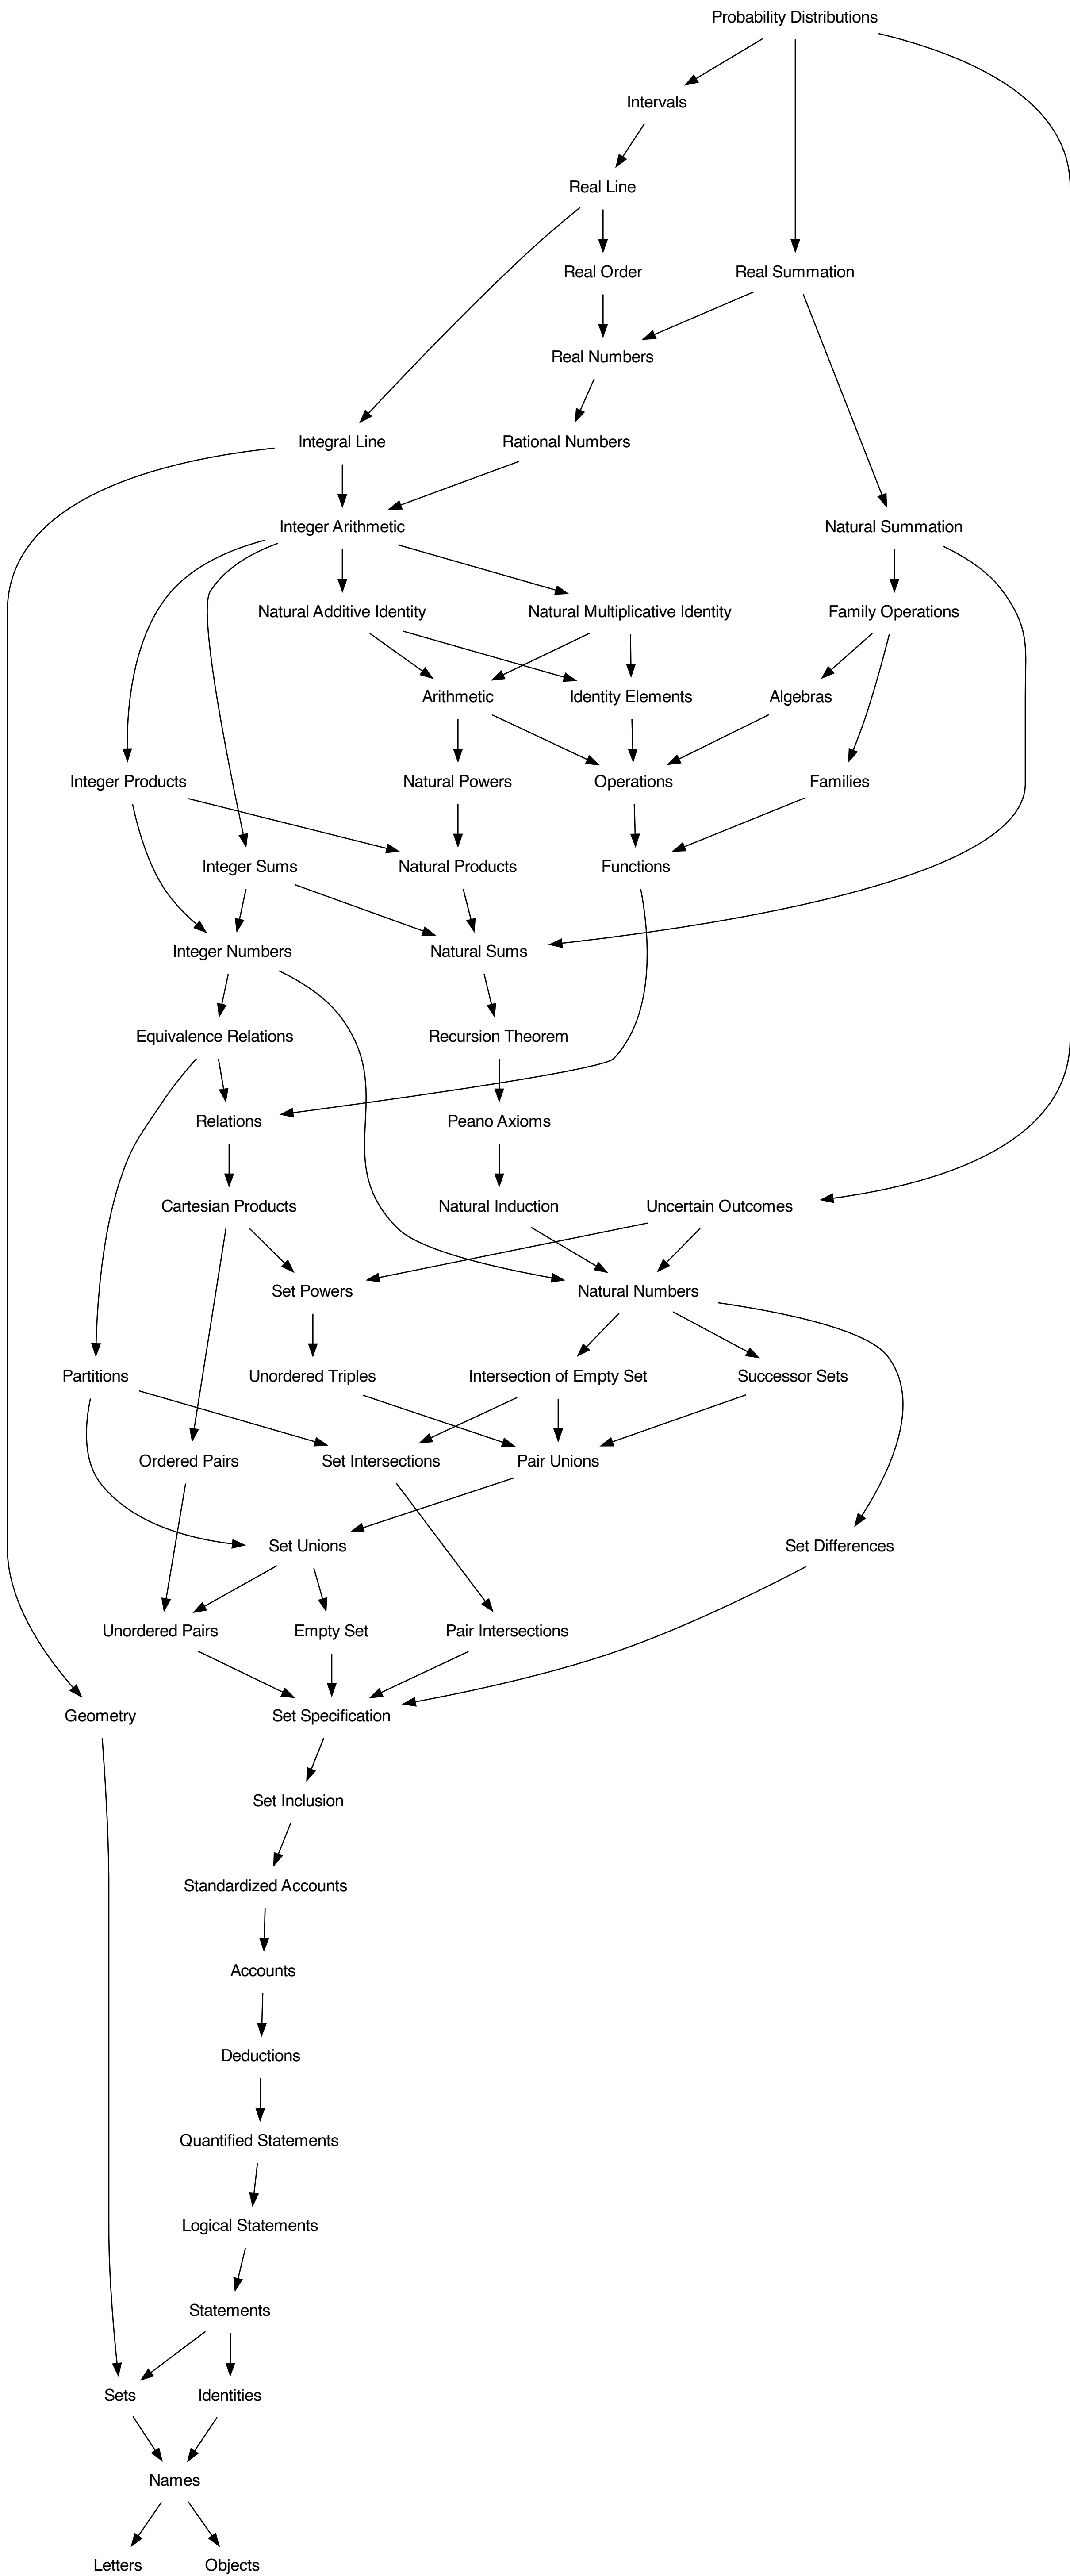 Probability Distributions
Intervals
Real Line
Real Order
Real Summation
Real Numbers
Integral Line
Rational Numbers
Integer Arithmetic
Natural Summation
Natural Additive Identity
Natural Multiplicative Identity
Family Operations
Arithmetic
Identity Elements
Algebras
Integer Products
Natural Powers
Operations
Families
Integer Sums
Natural Products
Functions
Integer Numbers
Natural Sums
Equivalence Relations
Recursion Theorem
Relations
Peano Axioms
Cartesian Products
Natural Induction
Uncertain Outcomes
Set Powers
Natural Numbers
Partitions
Unordered Triples
Intersection of Empty Set
Successor Sets
Ordered Pairs
Set Intersections
Pair Unions
Set Unions
Set Differences
Unordered Pairs
Empty Set
Pair Intersections
Geometry
Set Specification
Set Inclusion
Standardized Accounts
Accounts
Deductions
Quantified Statements
Logical Statements
Statements
Sets
Identities
Names
Letters
Objects